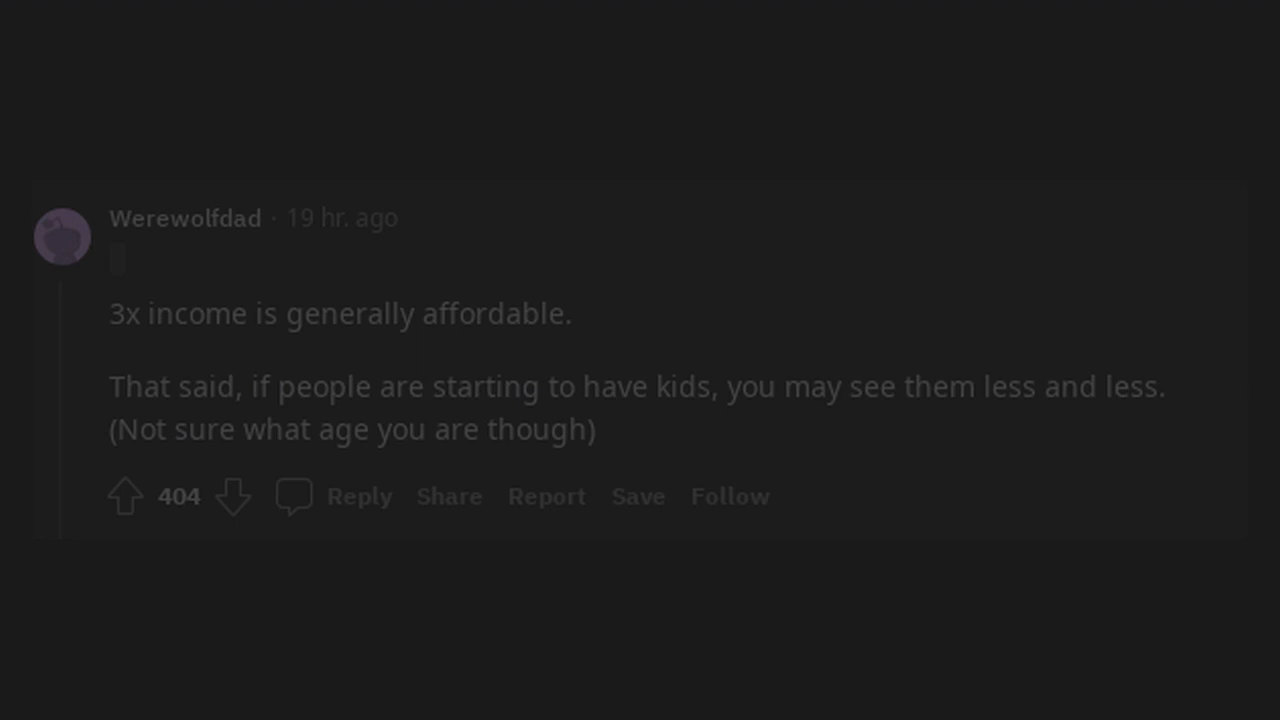 Werewolfdad · 19 hr. ago
3x income is generally affordable.
That said, if people are starting to have kids, you may see them less and less.
(Not sure what age you are though)
404 Reply Share Report Save Follow